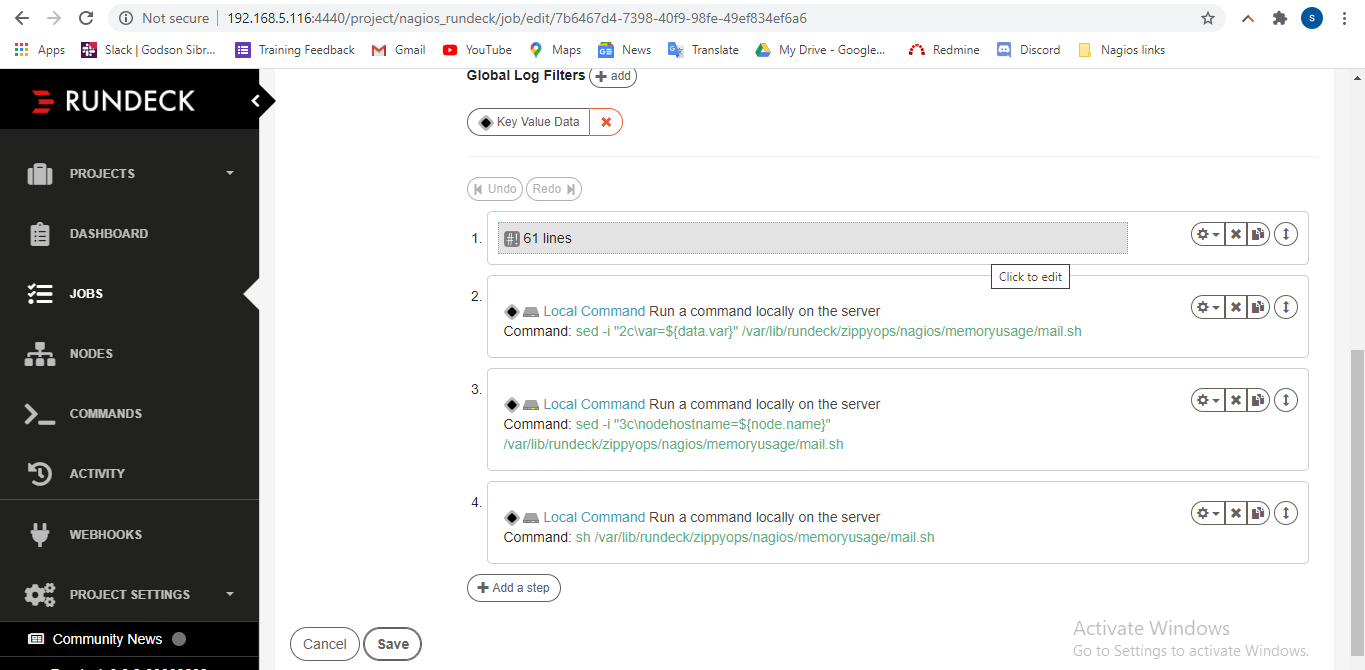 Not secure | 192.168.5.116:4440/project/nagios_rundeck/job/edit/7b6467d4-7398-40f9-98fe-49ef834ef6a6
S
Apps Slack | Godson Sibr... Training Feedback Gmail YouTube Maps News Translate My Drive - Google... Redmine Discord Nagios links
RUNDECK
PROJECTS
DASHBOARD
JOBS
NODES
COMMANDS
ACTIVITY
WEBHOOKS
PROJECT SETTINGS
Community News
Global Log Filters + add
Key Value Data
Undo Redo
1. #! 61 lines
Click to edit
2.
Local Command Run a command locally on the server
Command: sed -i "2c\var=${data.var}" /var/lib/rundeck/zippyops/nagios/memoryusage/mail.sh
3.
Local Command Run a command locally on the server
Command: sed -i "3c\nodehostname=${node.name}"
/var/lib/rundeck/zippyops/nagios/memoryusage/mail.sh
4.
Local Command Run a command locally on the server
Command: sh /var/lib/rundeck/zippyops/nagios/memoryusage/mail.sh
+ Add a step
Cancel Save
Activate Windows
Go to Settings to activate Windows.